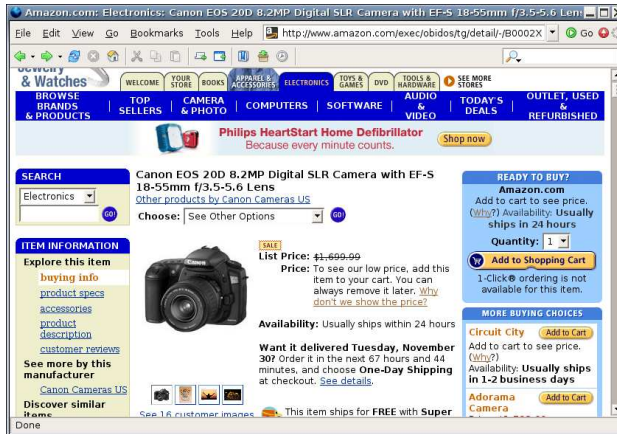 Amazon.com: Electronics: Canon EOS 20D 8.2MP Digital SLR Camera with EF-S 18-55mm f/3.5-5.6 Lens
File Edit View Go Bookmarks Tools Help http://www.amazon.com/exec/obidos/tg/detail/-/B0002X Go
Jewelry
& Watches
WELCOME
YOUR STORE
BOOKS
APPAREL & ACCESSORIES
ELECTRONICS
TOYS & GAMES
DVD
TOOLS & HARDWARE
SEE MORE STORES
BROWSE BRANDS & PRODUCTS
TOP SELLERS
CAMERA & PHOTO
COMPUTERS
SOFTWARE
AUDIO & VIDEO
TODAY'S DEALS
OUTLET, USED & REFURBISHED
Philips HeartStart Home Defibrillator
Because every minute counts.
Shop now
SEARCH
Electronics
GO!
ITEM INFORMATION
Explore this item
buying info
product specs
accessories
product
description
customer reviews
See more by this
manufacturer
Canon Cameras US
Discover similar
items
Canon EOS 20D 8.2MP Digital SLR Camera with EF-S
18-55mm f/3.5-5.6 Lens
Other products by Canon Cameras US
Choose: See Other Options GO!
Canon
See 16 customer images
SALE
List Price: $1,699.99
Price: To see our low price, add this
item to your cart. You can
always remove it later. Why
don't we show the price?
Availability: Usually ships within 24 hours
Want it delivered Tuesday, November
30? Order it in the next 67 hours and 44
minutes, and choose One-Day Shipping
at checkout. See details.
This item ships for FREE with Super
READY TO BUY?
Amazon.com
Add to cart to see price.
(Why?) Availability: Usually
ships in 24 hours
Quantity: 1
Add to Shopping Cart
1-Click® ordering is not
available for this item.
MORE BUYING CHOICES
Circuit City Add to Cart
Add to cart to see price.
(Why?)
Availability: Usually ships
in 1-2 business days
Adorama Add to Cart
Camera
Done